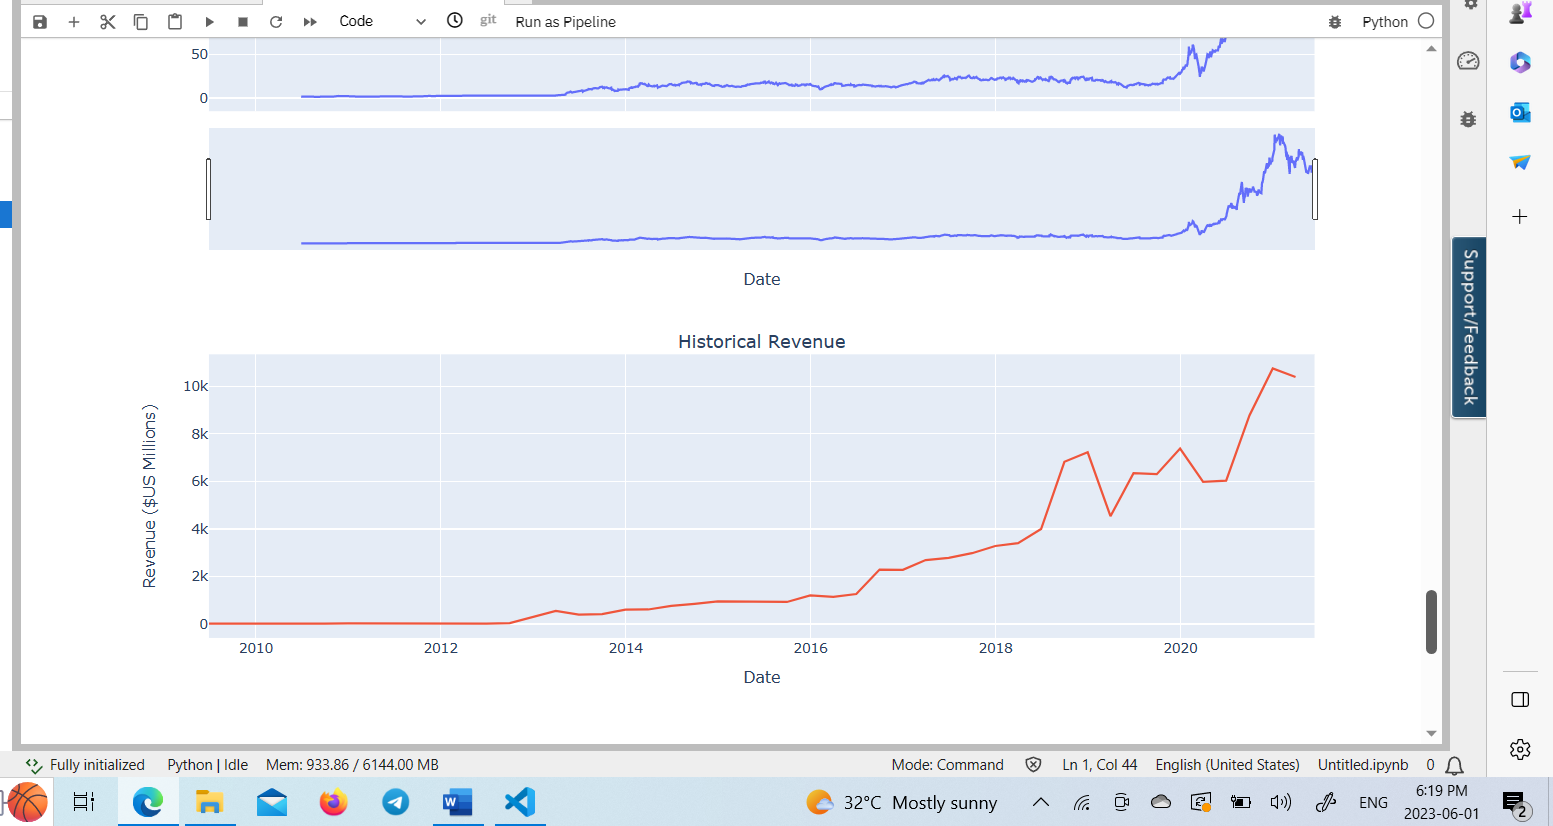 Code
git
Run as Pipeline
Python
50
0
Date
Historical Revenue
Revenue ($US Millions)
10k
8k
6k
4k
2k
0
2010 2012 2014 2016 2018 2020
Date
Support/Feedback
Fully initialized Python | Idle Mem: 933.86 / 6144.00 MB Mode: Command Ln 1, Col 44 English (United States) Untitled.ipynb 0
32°C Mostly sunny ENG 6:19 PM
2023-06-01
2